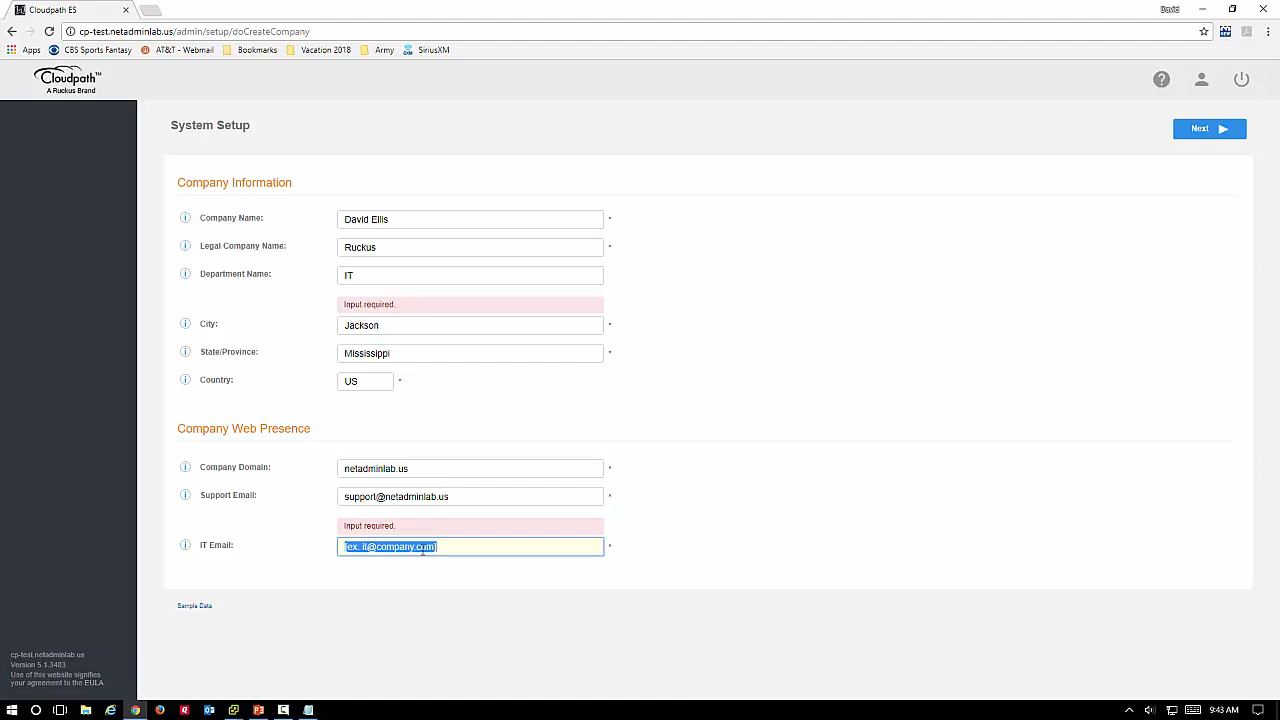 Cloudpath ES
David
cp-test.netadminlab.us/admin/setup/doCreateCompany
Apps
CBS Sports Fantasy
AT&T - Webmail
Bookmarks
Vacation 2018
Army
SiriusXM
Cloudpath™
A Ruckus Brand
System Setup
Next
Company Information
Company Name: David Ellis *
Legal Company Name: Ruckus *
Department Name: IT
Input required.
City: Jackson *
State/Province: Mississippi *
Country: US *
Company Web Presence
Company Domain: netadminlab.us *
Support Email: support@netadminlab.us *
Input required.
IT Email: [ex. it@company.com] *
Sample Data
cp-test.netadminlab.us
Version 5.1.3483
Use of this website signifies
your agreement to the EULA
9:43 AM